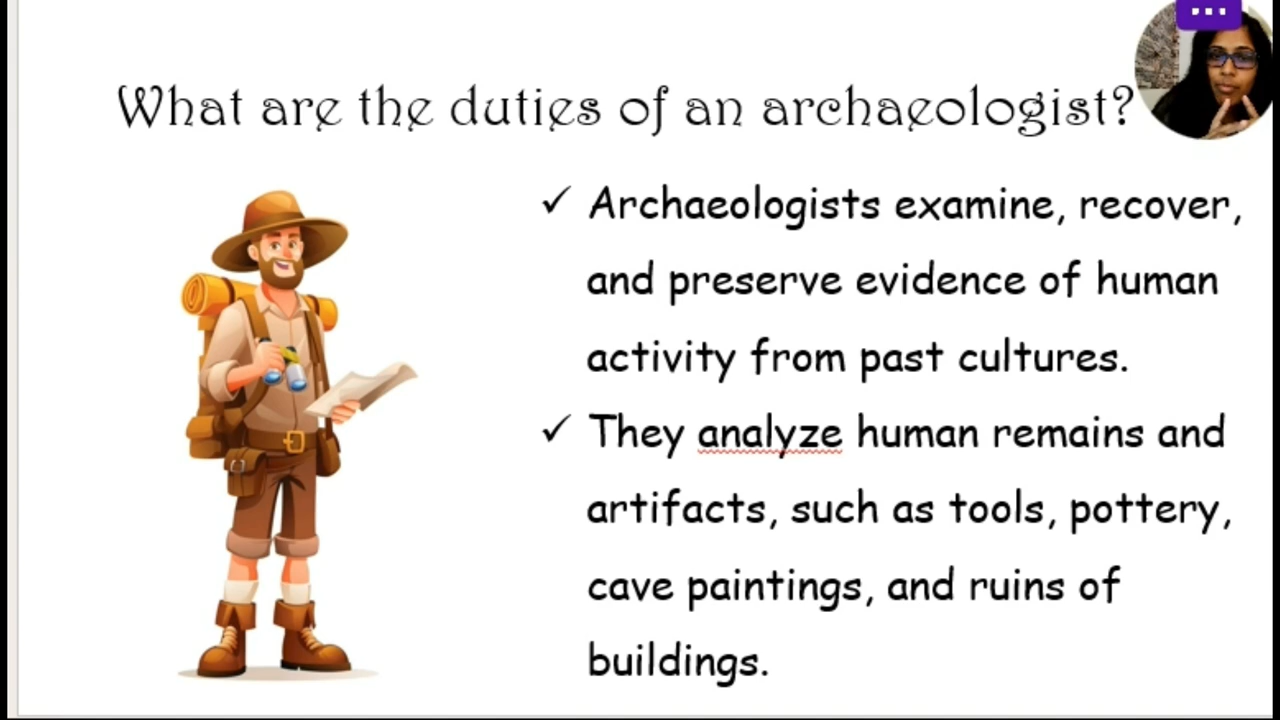 What are the duties of an archaeologist?
✓ Archaeologists examine, recover,
and preserve evidence of human
activity from past cultures.
✓ They analyze human remains and
artifacts, such as tools, pottery,
cave paintings, and ruins of
buildings.